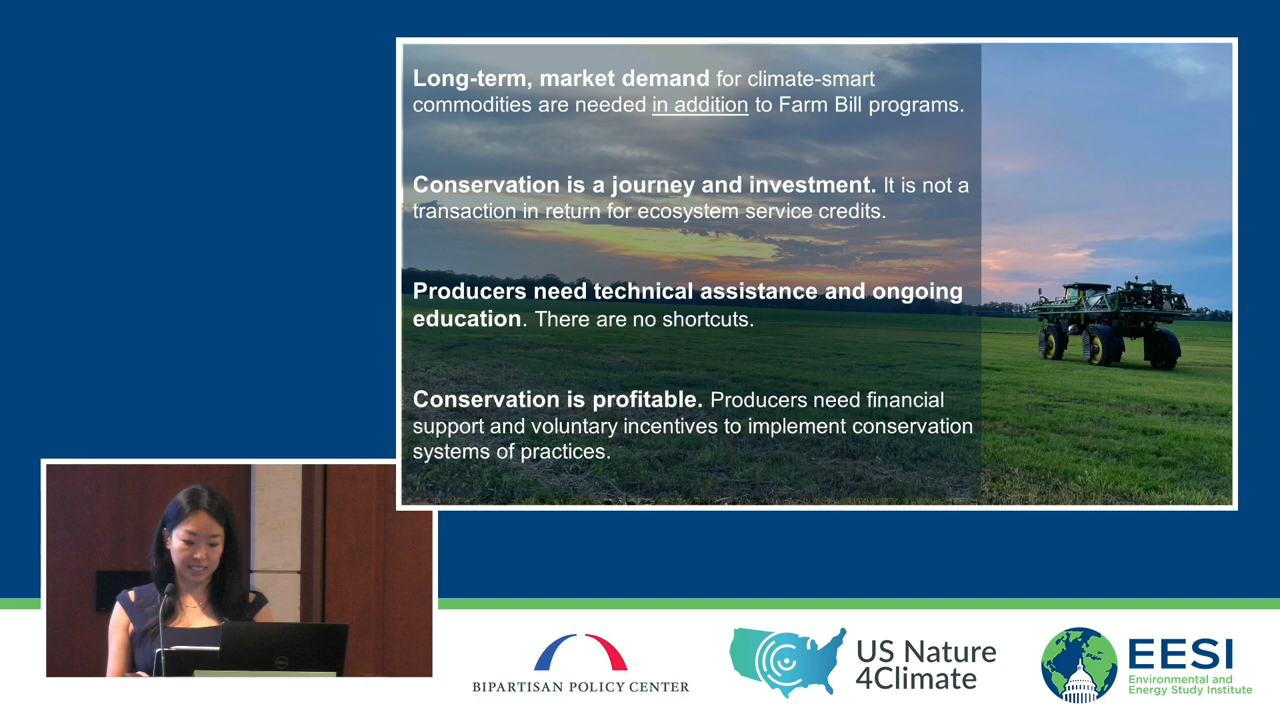 Long-term, market demand for climate-smart
commodities are needed in addition to Farm Bill programs.
Conservation is a journey and investment. It is not a
transaction in return for ecosystem service credits.
Producers need technical assistance and ongoing
education. There are no shortcuts.
Conservation is profitable. Producers need financial
support and voluntary incentives to implement conservation
systems of practices.
BIPARTISAN POLICY CENTER
US Nature
4Climate
EESI
Environmental and
Energy Study Institute